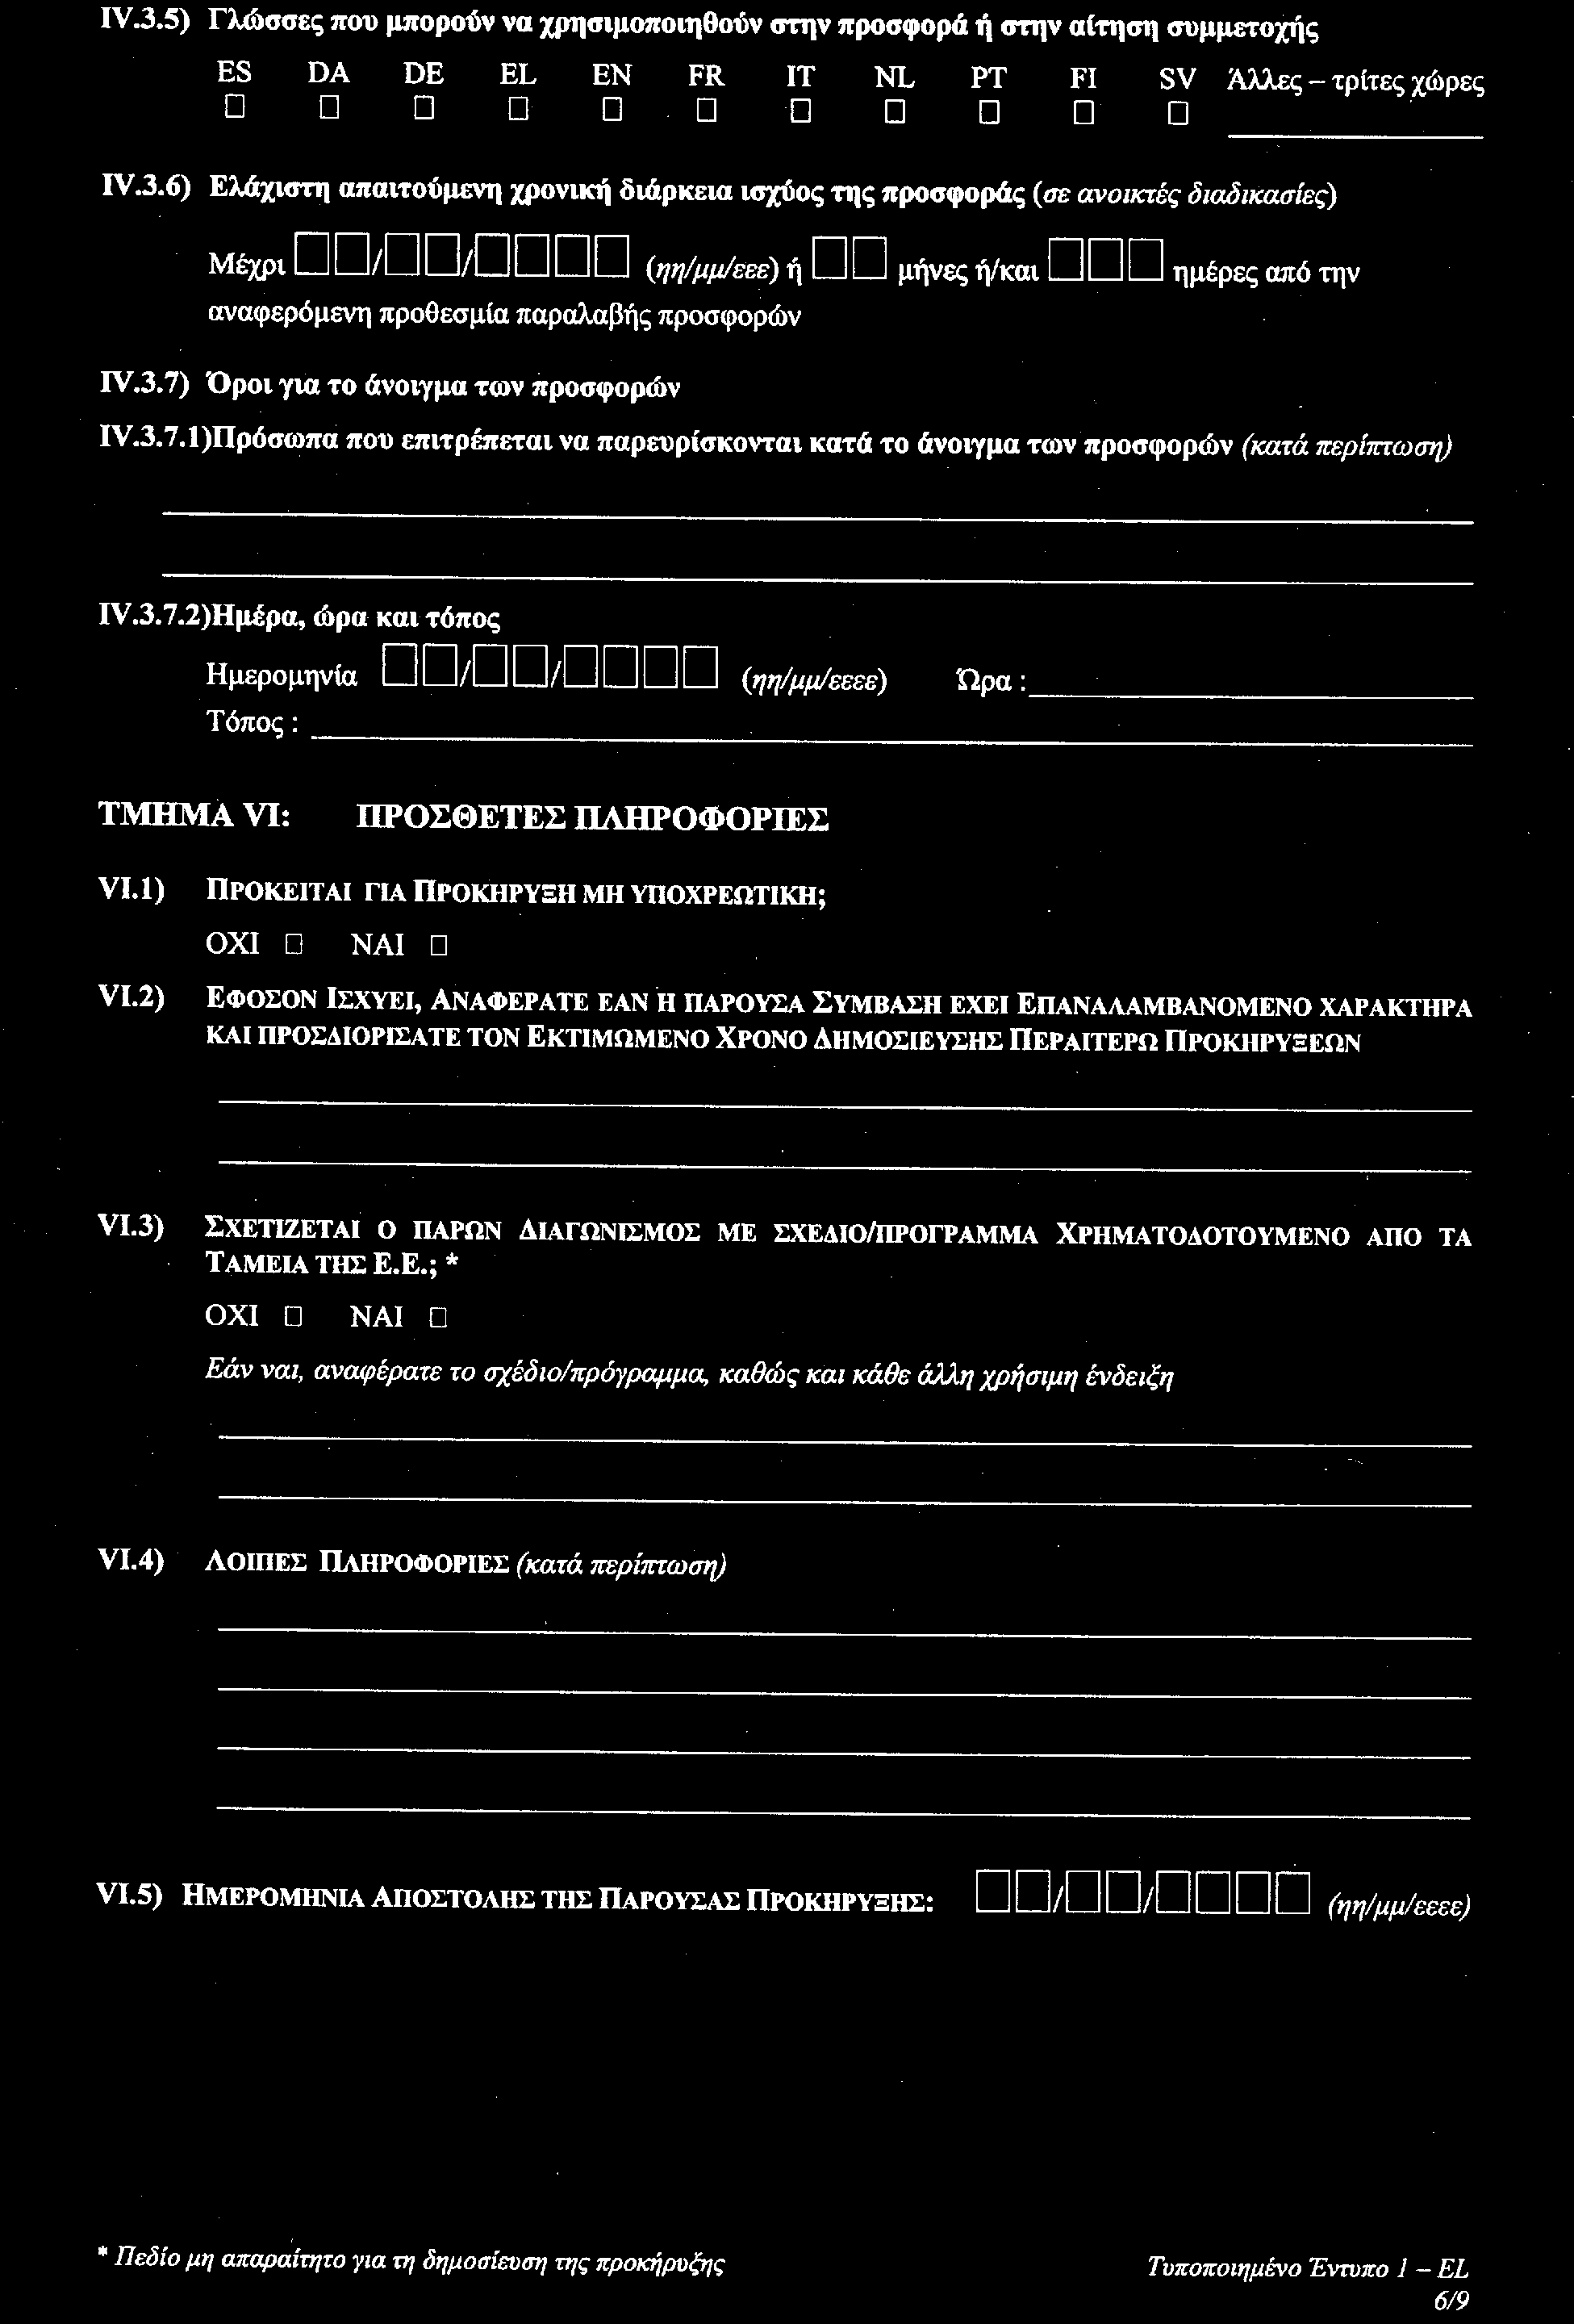 IV.3.5) Γλώσσες που μπορούν να χρησιμοποιηθούν στην προσφορά ή στην αίτηση συμμετοχής
ES DA DE EL EN FR IT NL PT FI SV Άλλες – τρίτες χώρες
□ □ □ □ □ □ □ □ □ □ □
IV.3.6) Ελάχιστη απαιτούμενη χρονική διάρκεια ισχύος της προσφοράς (σε ανοικτές διαδικασίες)
Μέχρι □□/□□/□□□□ (ηη/μμ/εεε) ή □□ μήνες ή/και □□□ ημέρες από την
αναφερόμενη προθεσμία παραλαβής προσφορών
IV.3.7) Όροι για το άνοιγμα των προσφορών
IV.3.7.1)Πρόσωπα που επιτρέπεται να παρευρίσκονται κατά το άνοιγμα των προσφορών (κατά περίπτωση)
IV.3.7.2)Ημέρα, ώρα και τόπος
Ημερομηνία □□/□□/□□□□ (ηη/μμ/εεεε) Ώρα :
Τόπος :
ΤΜΗΜΑ VI: ΠΡΟΣΘΕΤΕΣ ΠΛΗΡΟΦΟΡΙΕΣ
VI.1) ΠΡΟΚΕΙΤΑΙ ΓΙΑ ΠΡΟΚΗΡΥΞΗ ΜΗ ΥΠΟΧΡΕΩΤΙΚΗ;
ΟΧΙ □ ΝΑΙ □
VI.2) ΕΦΟΣΟΝ ΙΣΧΥΕΙ, ΑΝΑΦΕΡΑΤΕ ΕΑΝ Η ΠΑΡΟΥΣΑ ΣΥΜΒΑΣΗ ΕΧΕΙ ΕΠΑΝΑΛΑΜΒΑΝΟΜΕΝΟ ΧΑΡΑΚΤΗΡΑ
ΚΑΙ ΠΡΟΣΔΙΟΡΙΣΑΤΕ ΤΟΝ ΕΚΤΙΜΩΜΕΝΟ ΧΡΟΝΟ ΔΗΜΟΣΙΕΥΣΗΣ ΠΕΡΑΙΤΕΡΩ ΠΡΟΚΗΡΥΞΕΩΝ
VI.3) ΣΧΕΤΙΖΕΤΑΙ Ο ΠΑΡΩΝ ΔΙΑΓΩΝΙΣΜΟΣ ΜΕ ΣΧΕΔΙΟ/ΠΡΟΓΡΑΜΜΑ ΧΡΗΜΑΤΟΔΟΤΟΥΜΕΝΟ ΑΠΟ ΤΑ
ΤΑΜΕΙΑ ΤΗΣ Ε.Ε.; *
ΟΧΙ □ ΝΑΙ □
Εάν ναι, αναφέρατε το σχέδιο/πρόγραμμα, καθώς και κάθε άλλη χρήσιμη ένδειξη
VI.4) ΛΟΙΠΕΣ ΠΛΗΡΟΦΟΡΙΕΣ (κατά περίπτωση)
VI.5) ΗΜΕΡΟΜΗΝΙΑ ΑΠΟΣΤΟΛΗΣ ΤΗΣ ΠΑΡΟΥΣΑΣ ΠΡΟΚΗΡΥΞΗΣ: □□/□□/□□□□ (ηη/μμ/εεεε)
* Πεδίο μη απαραίτητο για τη δημοσίευση της προκήρυξης
Τυποποιημένο Έντυπο 1 – EL
6/9